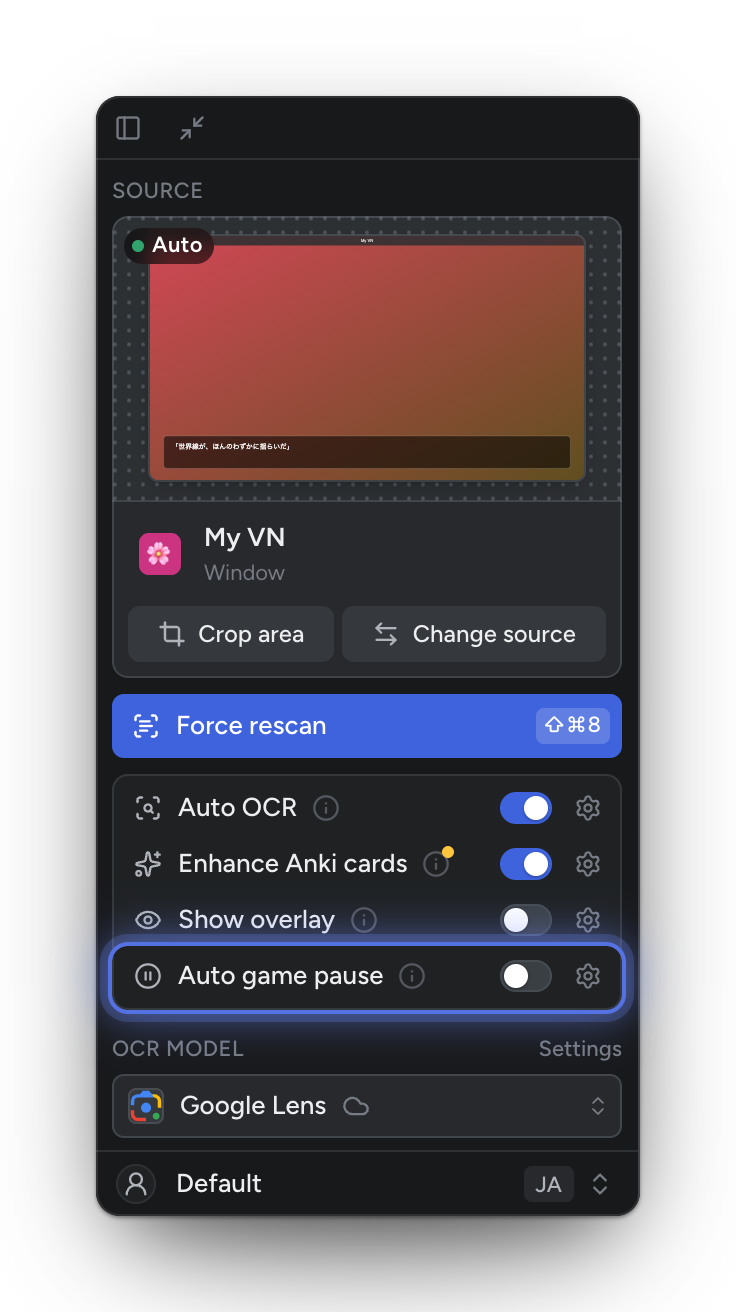 SOURCE
Auto
My VN
「世界線が、ほんのわずかに揺らいだ」
My VN
Window
Crop area
Change source
Force rescan
⇧⌘8
Auto OCR
Enhance Anki cards
Show overlay
Auto game pause
OCR MODEL
Settings
Google Lens
Default
JA